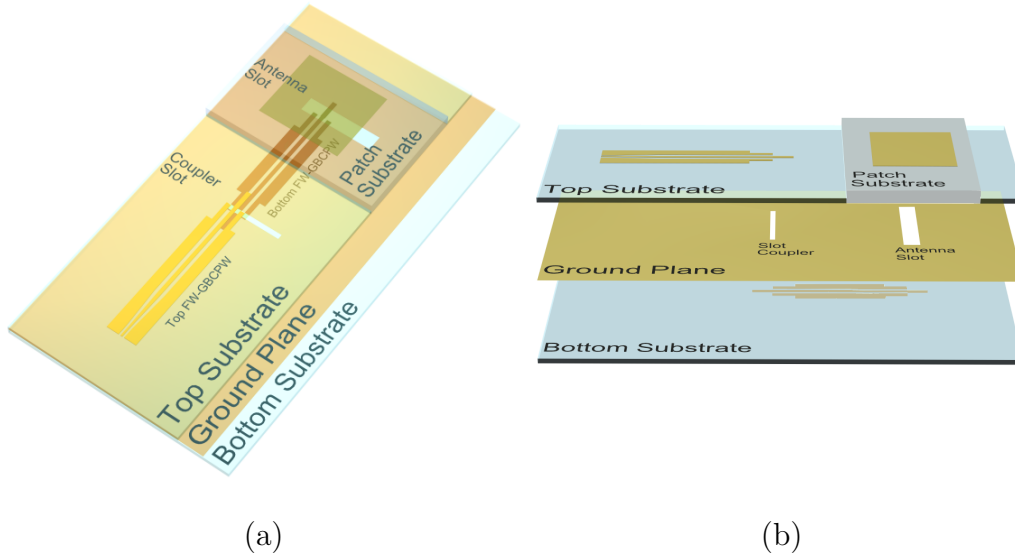 Antenna
Slot
Coupler
Slot
Patch
Substrate
Bottom FW-GBCPW
Top FW-GBCPW
Top Substrate
Ground Plane
Bottom Substrate
(a)
Top Substrate
Patch
Substrate
Slot
Coupler
Antenna
Slot
Ground Plane
Bottom Substrate
(b)